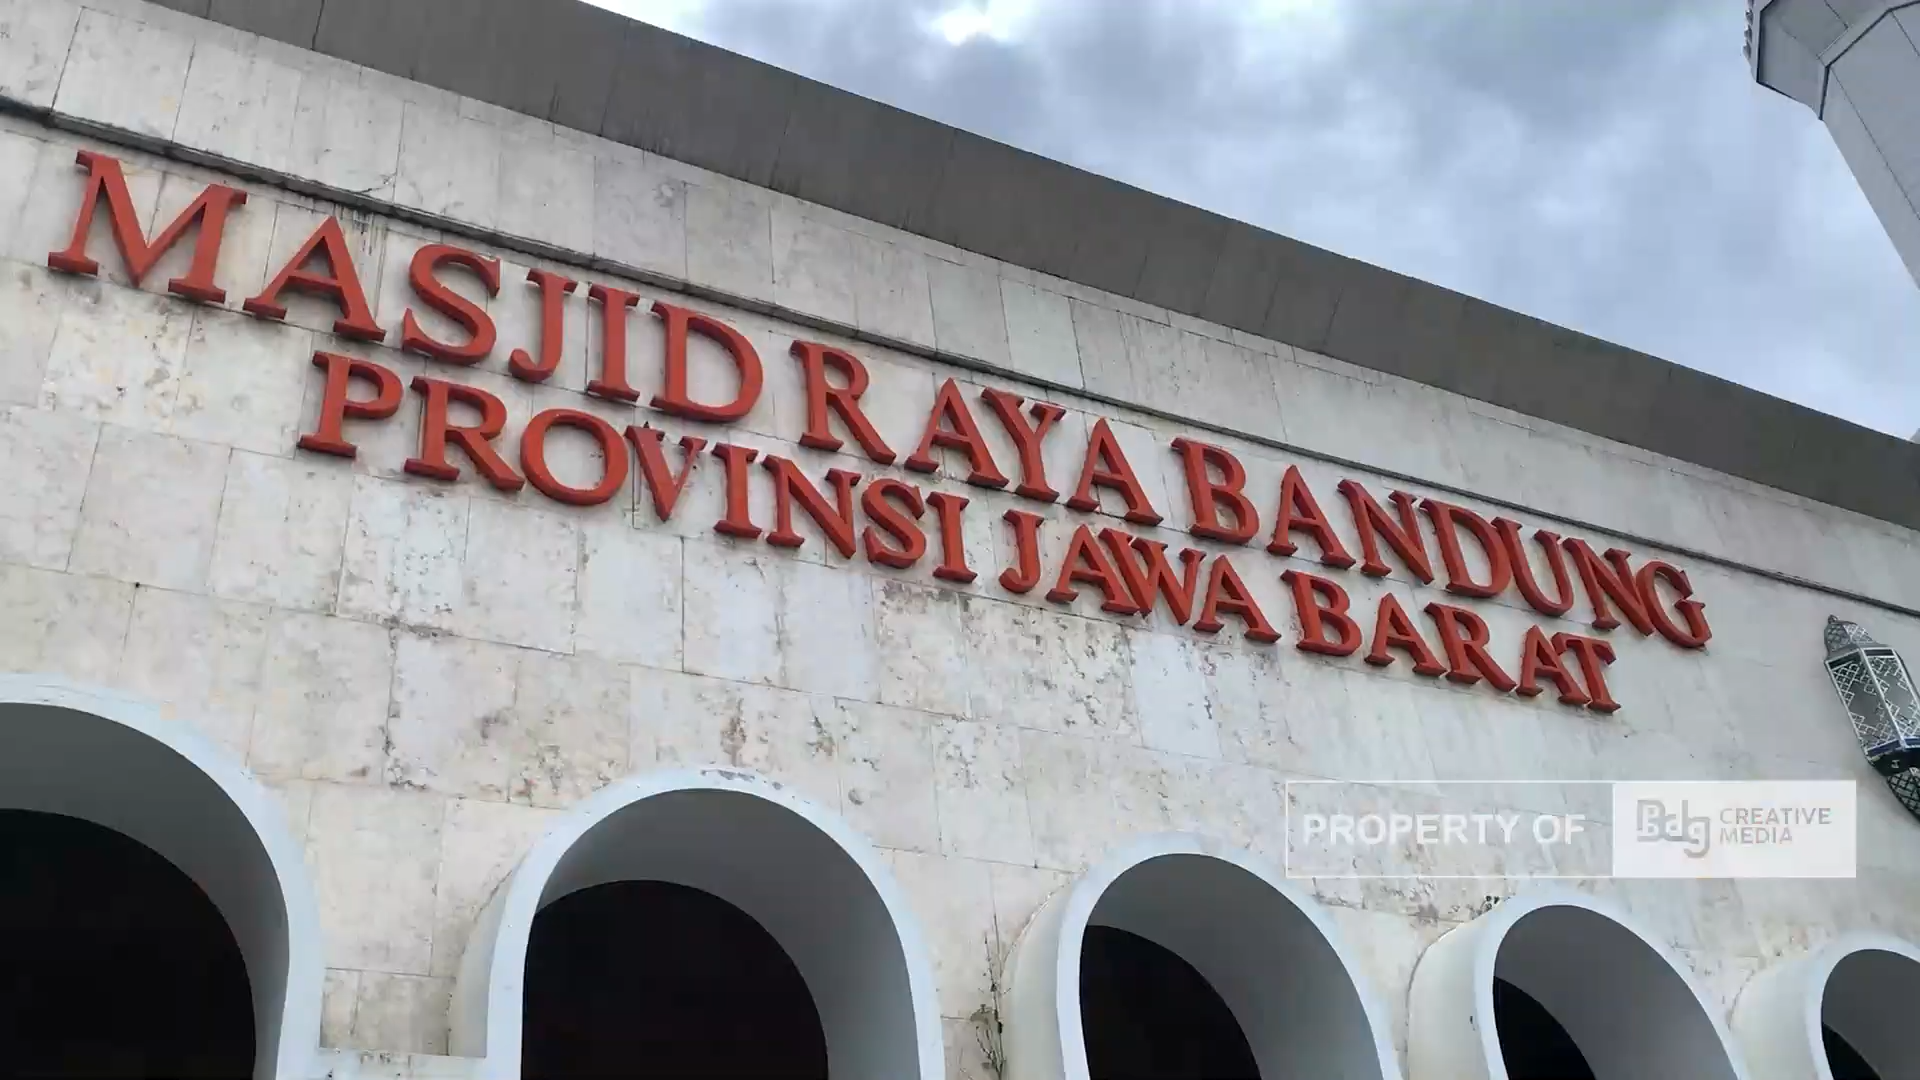 MASJID RAYA BANDUNG
PROVINSI JAWA BARAT
PROPERTY OF
Bdg CREATIVE
MEDIA